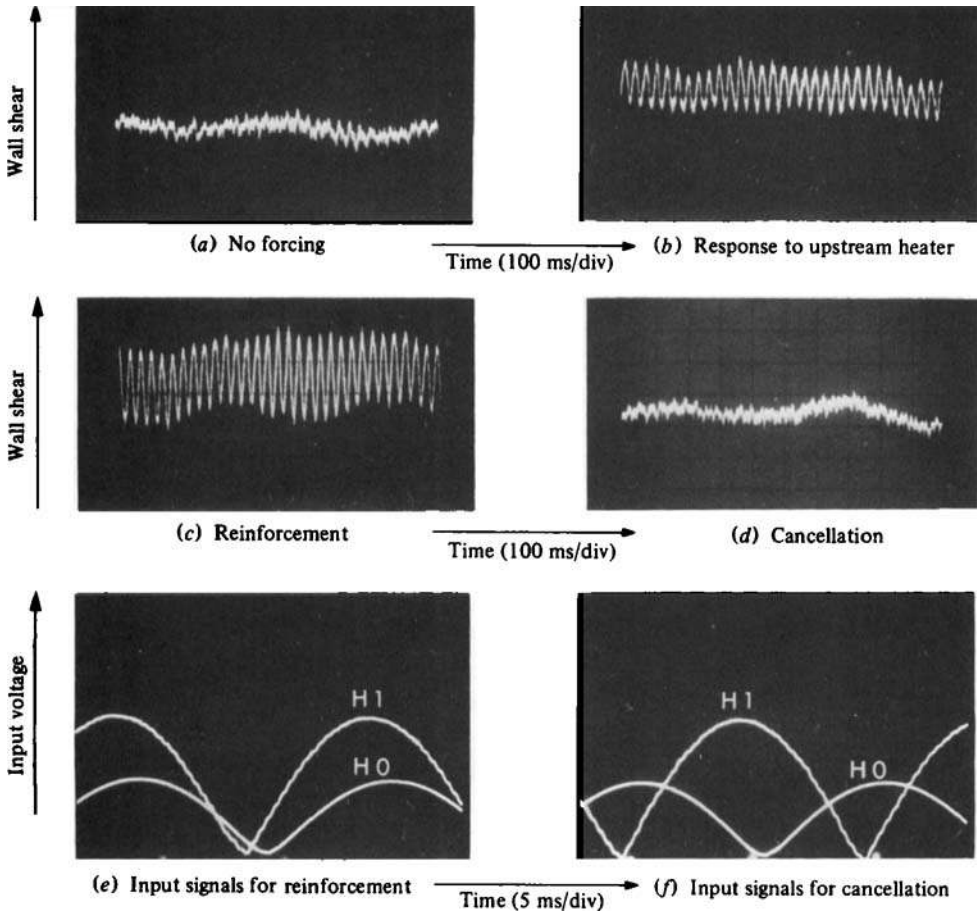 Wall shear
(a) No forcing
(b) Response to upstream heater
Time (100 ms/div)
Wall shear
(c) Reinforcement
(d) Cancellation
Time (100 ms/div)
Input voltage
H1
H0
H1
H0
(e) Input signals for reinforcement
(f) Input signals for cancellation
Time (5 ms/div)